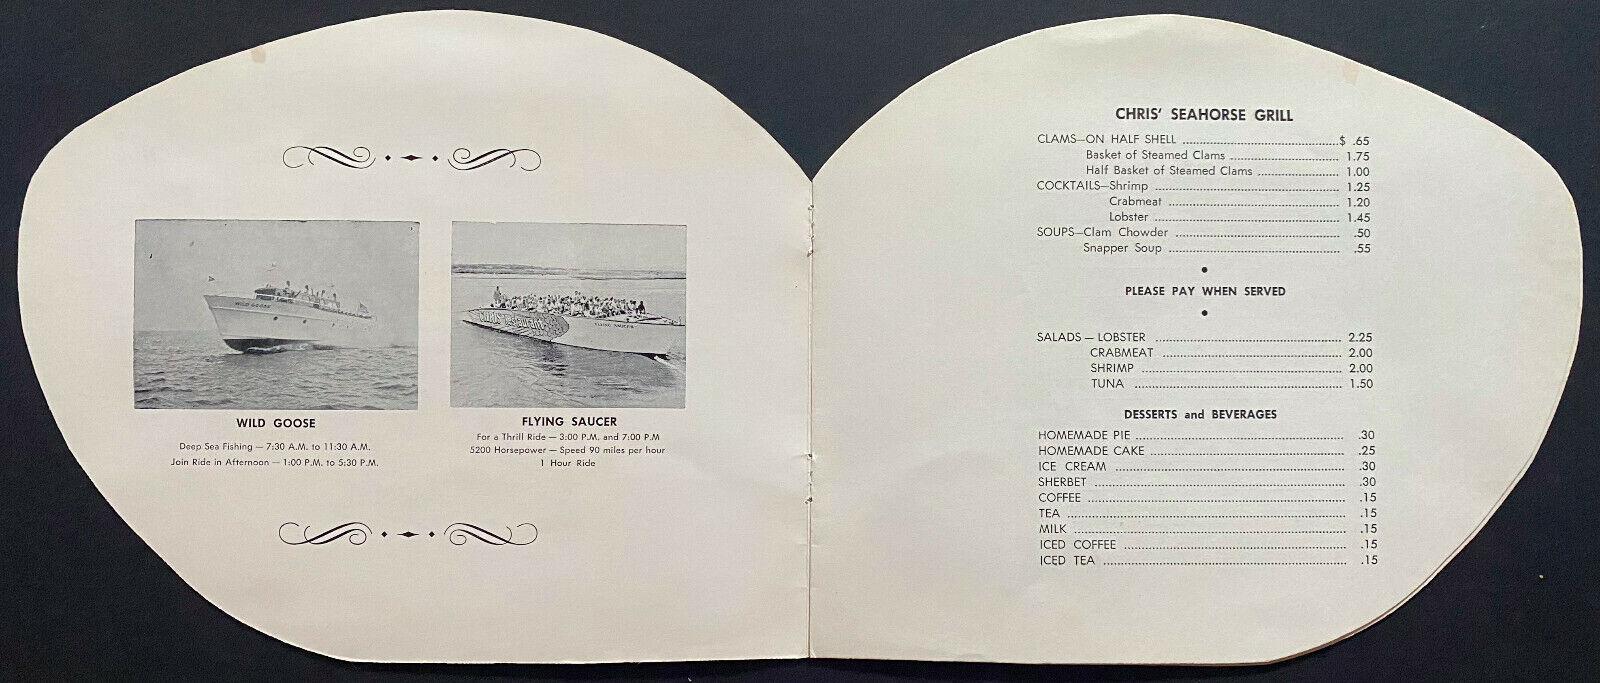 WILD GOOSE
CHRIS' SEAFOOD
FLYING SAUCER
WILD GOOSE
Deep Sea Fishing — 7:30 A.M. to 11:30 A.M.
Join Ride in Afternoon — 1:00 P.M. to 5:30 P.M.
FLYING SAUCER
For a Thrill Ride — 3:00 P.M. and 7:00 P.M
5200 Horsepower — Speed 90 miles per hour
1 Hour Ride
CHRIS' SEAHORSE GRILL
CLAMS—ON HALF SHELL ........ $ .65
Basket of Steamed Clams ........ 1.75
Half Basket of Steamed Clams ........ 1.00
COCKTAILS—Shrimp ........ 1.25
Crabmeat ........ 1.20
Lobster ........ 1.45
SOUPS—Clam Chowder ........ .50
Snapper Soup ........ .55
PLEASE PAY WHEN SERVED
SALADS — LOBSTER ........ 2.25
CRABMEAT ........ 2.00
SHRIMP ........ 2.00
TUNA ........ 1.50
DESSERTS and BEVERAGES
HOMEMADE PIE ........ .30
HOMEMADE CAKE ........ .25
ICE CREAM ........ .30
SHERBET ........ .30
COFFEE ........ .15
TEA ........ .15
MILK ........ .15
ICED COFFEE ........ .15
ICED TEA ........ .15